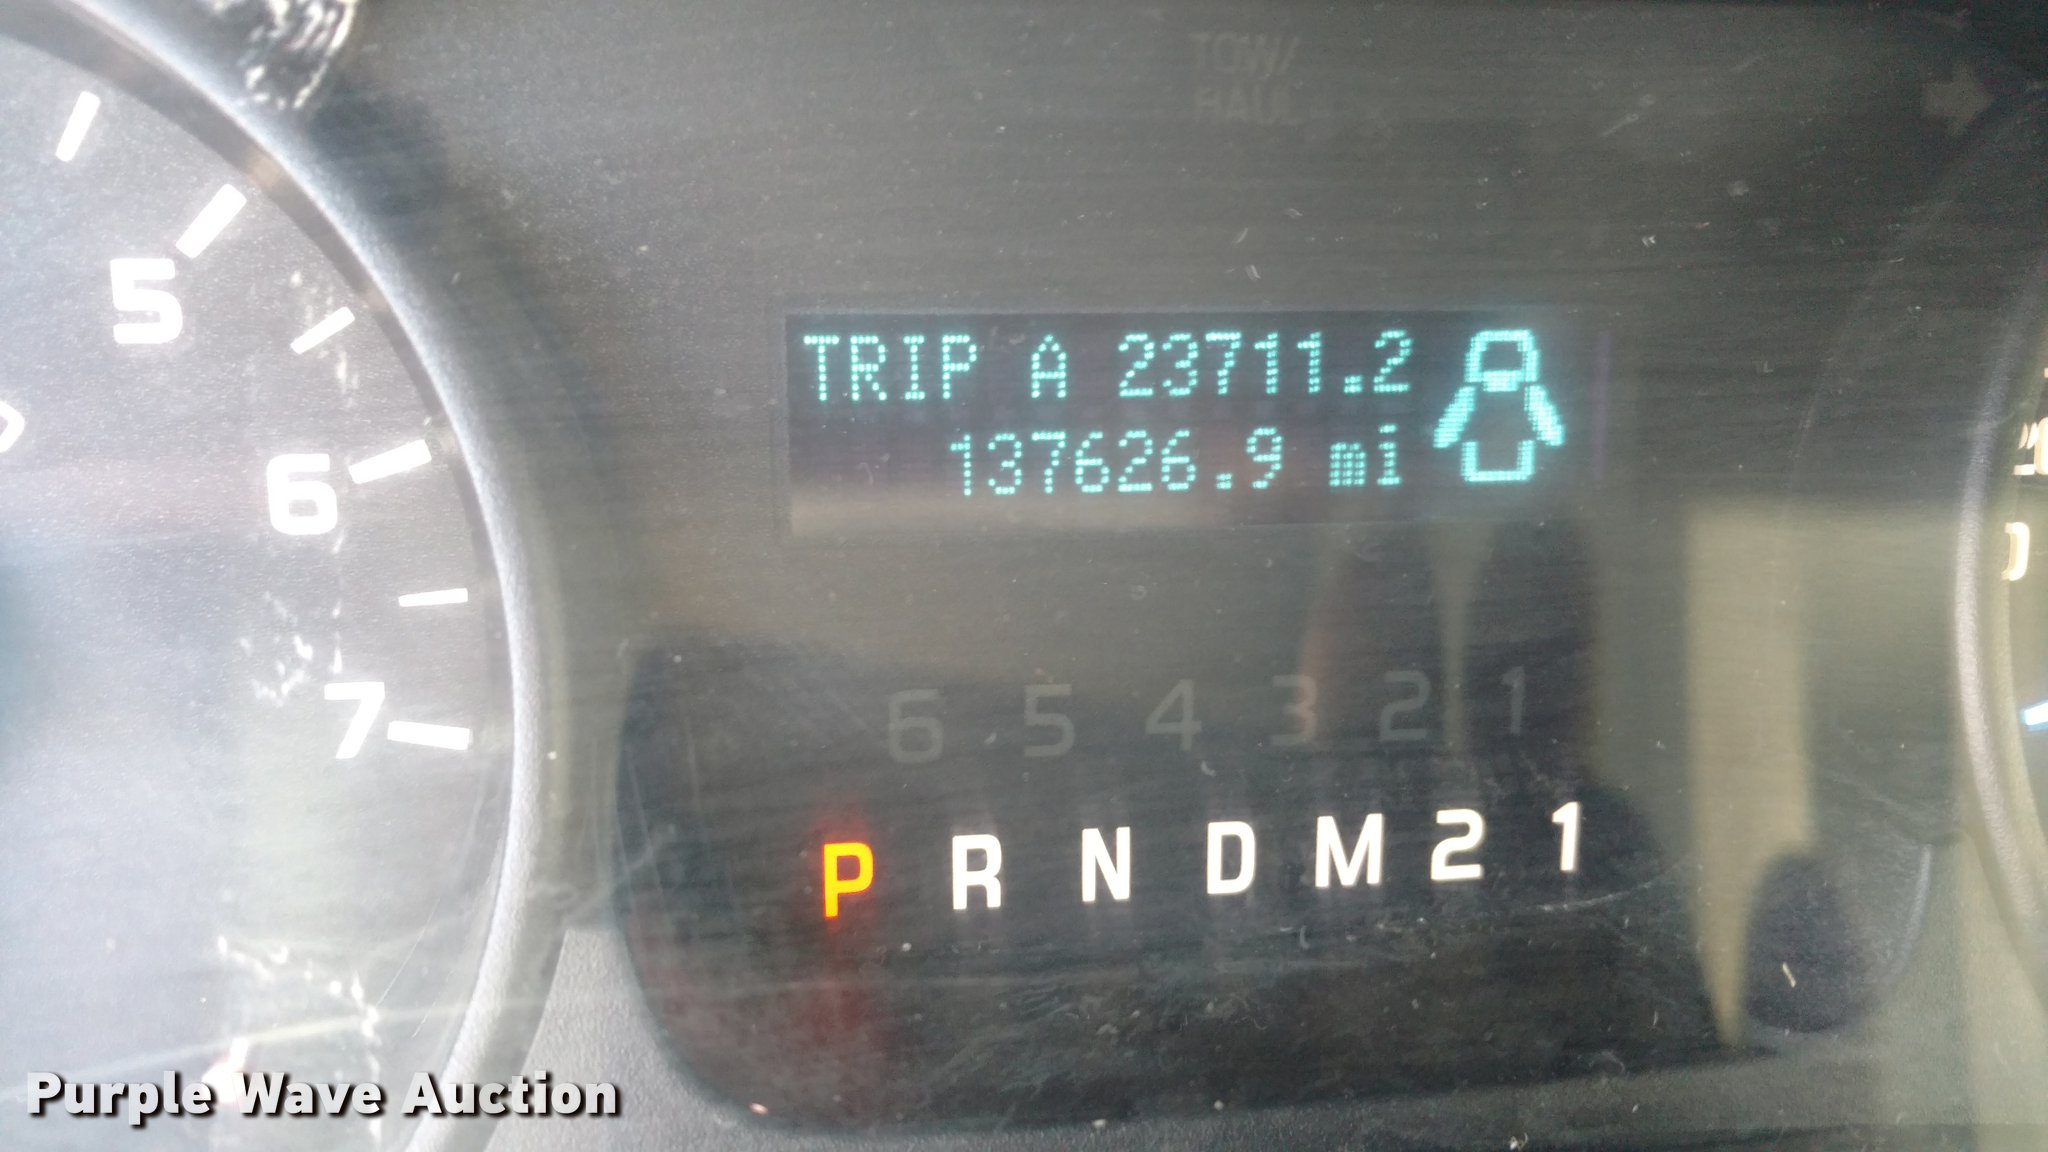 TOW/
HAUL
5
6
7
TRIP A 23711.2
137626.9 mi
6 5 4 3 2 1
P R N D M 2 1
Purple Wave Auction